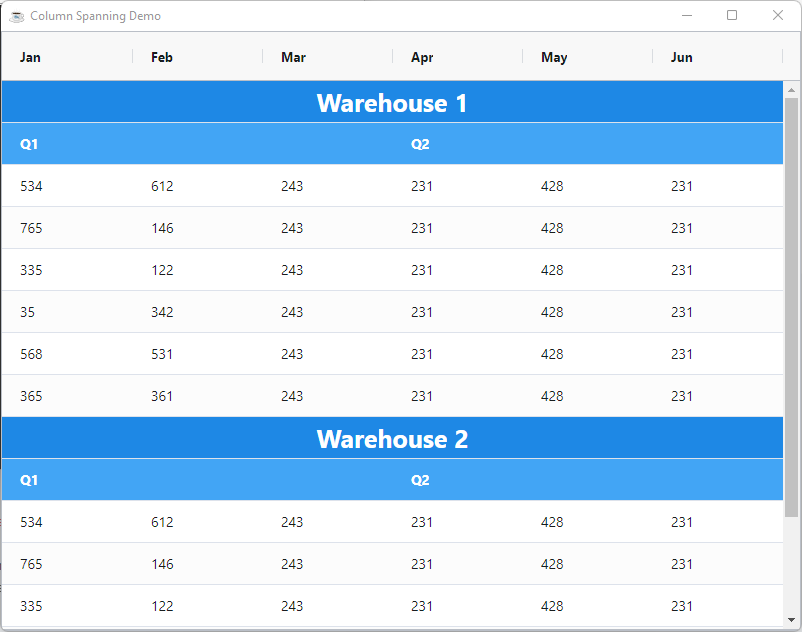 Column Spanning Demo
Jan Feb Mar Apr May Jun
Warehouse 1
Q1 Q2
534 612 243 231 428 231
765 146 243 231 428 231
335 122 243 231 428 231
35 342 243 231 428 231
568 531 243 231 428 231
365 361 243 231 428 231
Warehouse 2
Q1 Q2
534 612 243 231 428 231
765 146 243 231 428 231
335 122 243 231 428 231